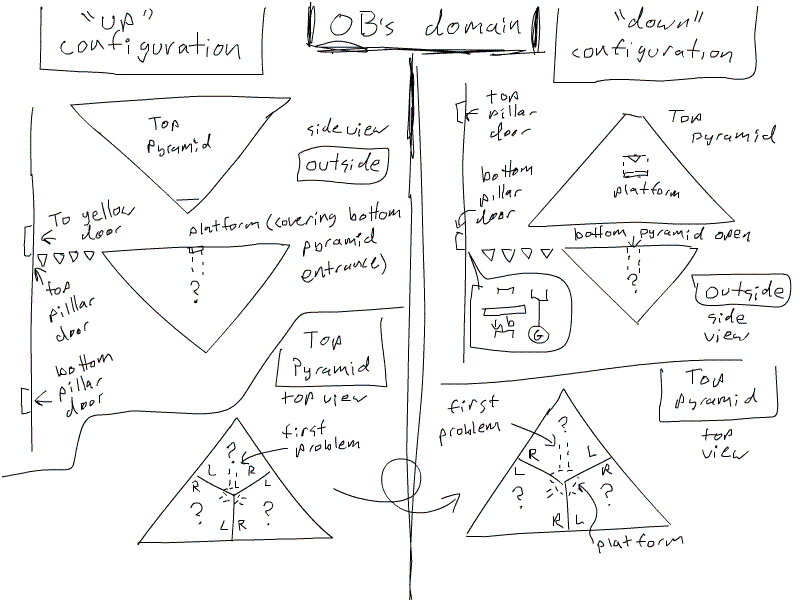 "up"
configuration
OB's domain
"down"
configuration
Top
pyramid
side view
outside
To yellow
door
platform (covering bottom
pyramid
entrance)
?
top
pillar
door
bottom
pillar
door
Top
Pyramid
top view
first
problem
?
L R
R L
? ?
L R
top
pillar
door
Top
pyramid
bottom
pillar
door
platform
bottom pyramid open
?
b
G
outside
side
view
Top
pyramid
top
view
first
problem
?
R L
L R
? ?
R L
platform